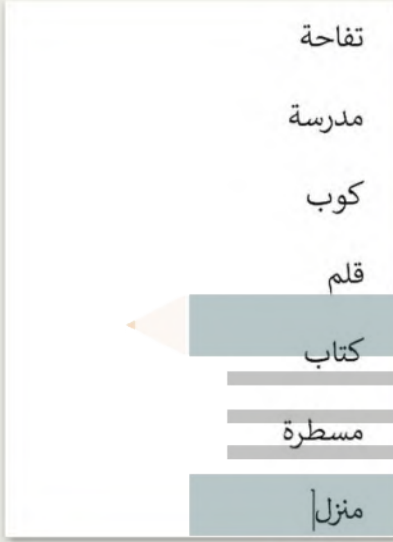 تفاحة
مدرسة
كوب
قلم
كتاب
مسطرة
منزل